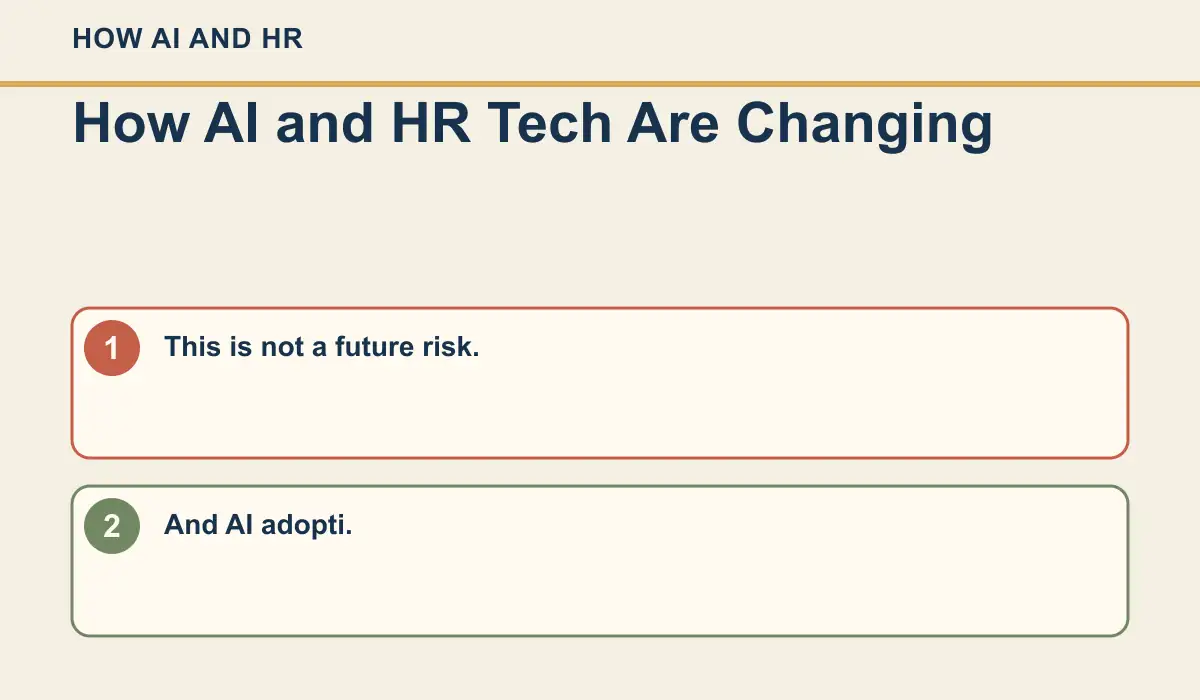 HOW AI AND HR
How AI and HR Tech Are Changing
1
This is not a future risk.
2
And AI adopti.